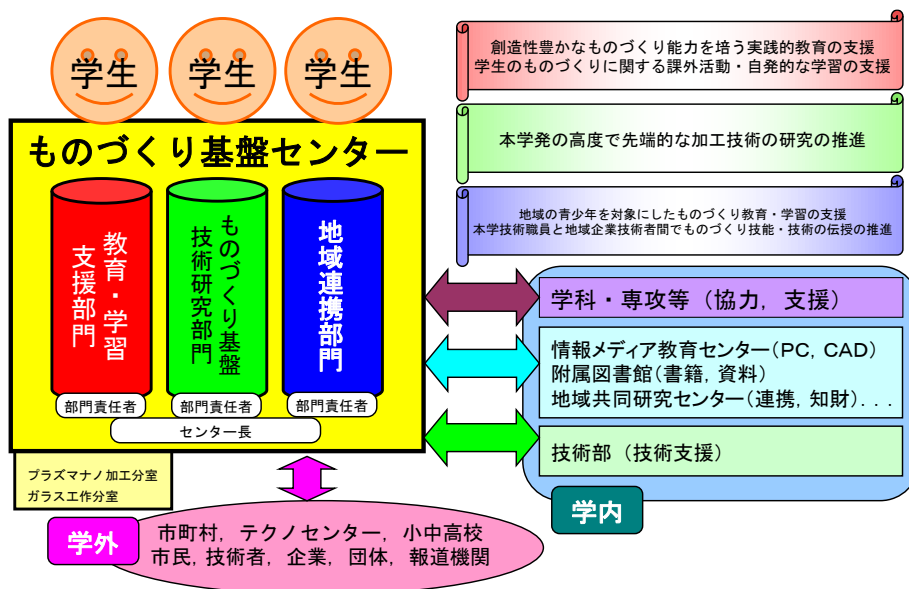 学生
学生
学生
ものづくり基盤センター
教育・学習
支援部門
ものづくり基盤
技術研究部門
地域連携部門
部門責任者
部門責任者
部門責任者
センター長
プラズマナノ加工分室
ガラス工作分室
創造性豊かなものづくり能力を培う実践的教育の支援
学生のものづくりに関する課外活動・自発的な学習の支援
本学発の高度で先端的な加工技術の研究の推進
地域の青少年を対象にしたものづくり教育・学習の支援
本学技術職員と地域企業技術者間でものづくり技能・技術の伝授の推進
学科・専攻等（協力，支援）
情報メディア教育センター（PC，CAD）
附属図書館（書籍，資料）
地域共同研究センター（連携，知財）．．．
技術部（技術支援）
学内
学外
市町村，テクノセンター，小中高校
市民，技術者，企業，団体，報道機関